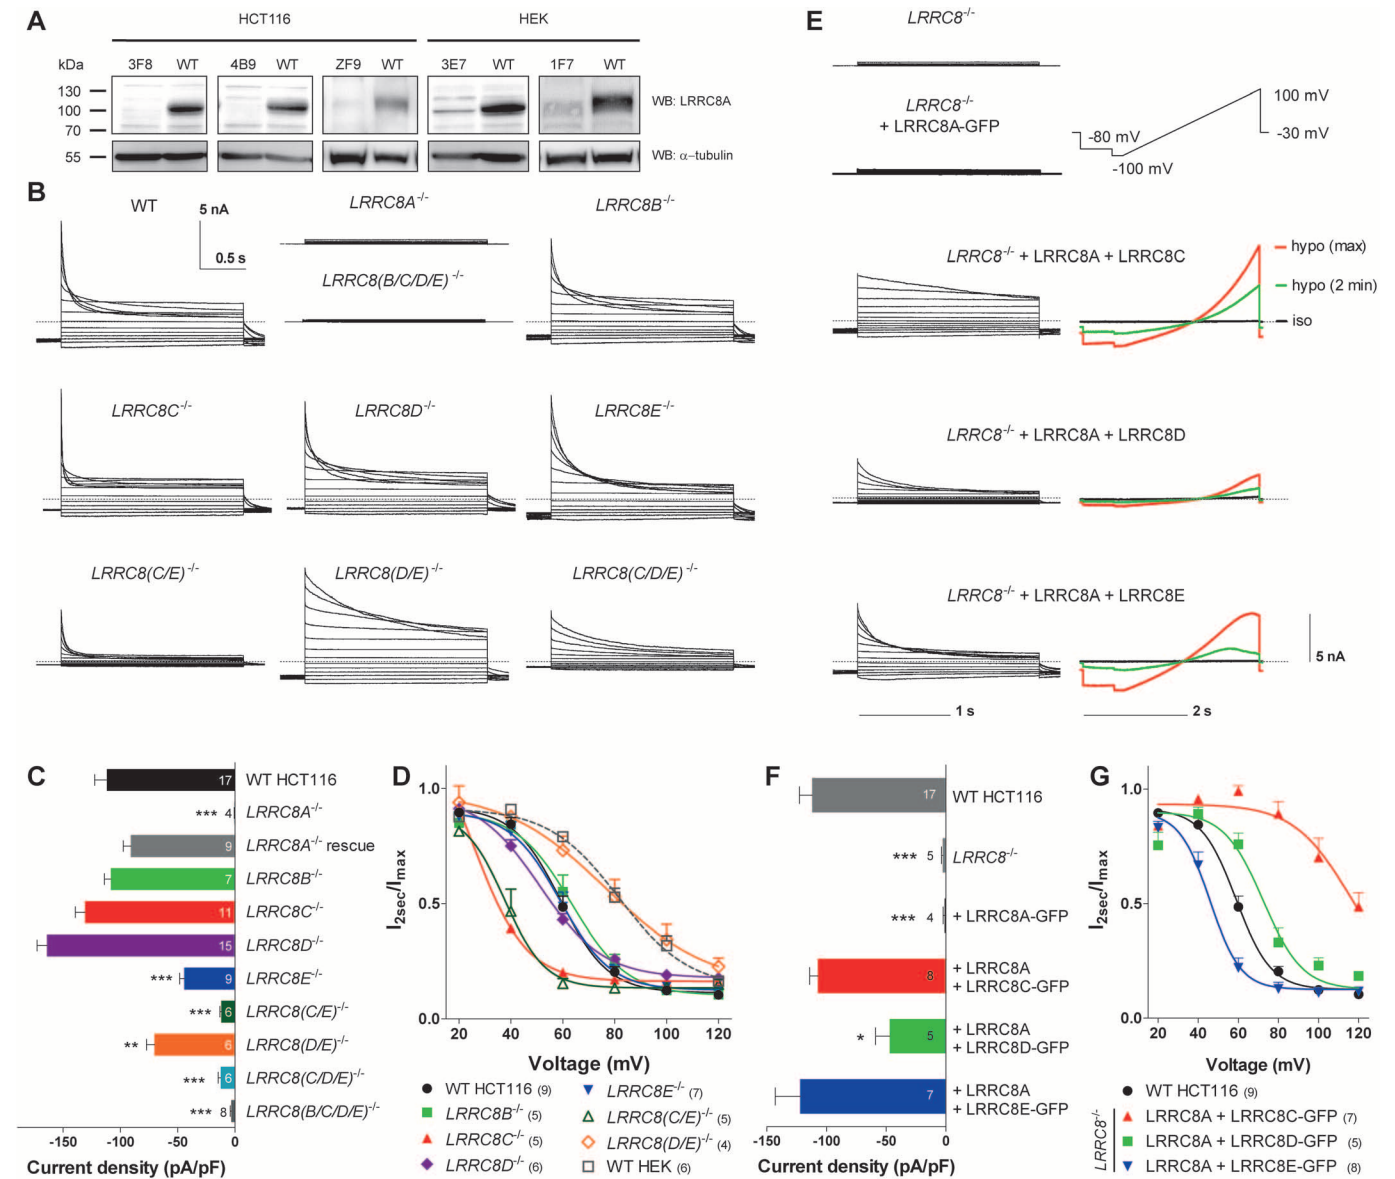 A
HCT116
HEK
kDa
3F8
WT
4B9
WT
ZF9
WT
3E7
WT
1F7
WT
130
100
70
55
WB: LRRC8A
WB: α-tubulin
B
WT
5 nA
0.5 s
LRRC8A-/-
LRRC8(B/C/D/E) -/-
LRRC8B-/-
LRRC8C-/-
LRRC8D-/-
LRRC8E-/-
LRRC8(C/E)-/-
LRRC8(D/E)-/-
LRRC8(C/D/E)-/-
C
17
WT HCT116
*** 4
LRRC8A-/-
9
LRRC8A-/- rescue
7
LRRC8B-/-
11
LRRC8C-/-
15
LRRC8D-/-
*** 9
LRRC8E-/-
*** 6
LRRC8(C/E)-/-
** 6
LRRC8(D/E)-/-
*** 6
LRRC8(C/D/E)-/-
*** 8
LRRC8(B/C/D/E)-/-
-150 -100 -50 0
Current density (pA/pF)
D
1.0
0.5
0.0
I2sec/Imax
20 40 60 80 100 120
Voltage (mV)
WT HCT116 (9)
LRRC8B-/- (5)
LRRC8C-/- (5)
LRRC8D-/- (6)
LRRC8E-/- (7)
LRRC8(C/E)-/- (5)
LRRC8(D/E)-/- (4)
WT HEK (6)
E
LRRC8-/-
LRRC8-/-
+ LRRC8A-GFP
-80 mV
-100 mV
100 mV
-30 mV
LRRC8-/- + LRRC8A + LRRC8C
hypo (max)
hypo (2 min)
iso
LRRC8-/- + LRRC8A + LRRC8D
LRRC8-/- + LRRC8A + LRRC8E
5 nA
1 s
2 s
F
17
WT HCT116
*** 5
LRRC8-/-
*** 4
+ LRRC8A-GFP
8
+ LRRC8A
+ LRRC8C-GFP
* 5
+ LRRC8A
+ LRRC8D-GFP
7
+ LRRC8A
+ LRRC8E-GFP
-150 -100 -50 0
Current density (pA/pF)
G
1.0
0.5
0.0
I2sec/Imax
20 40 60 80 100 120
Voltage (mV)
WT HCT116 (9)
LRRC8-/-
LRRC8A + LRRC8C-GFP (7)
LRRC8A + LRRC8D-GFP (5)
LRRC8A + LRRC8E-GFP (8)